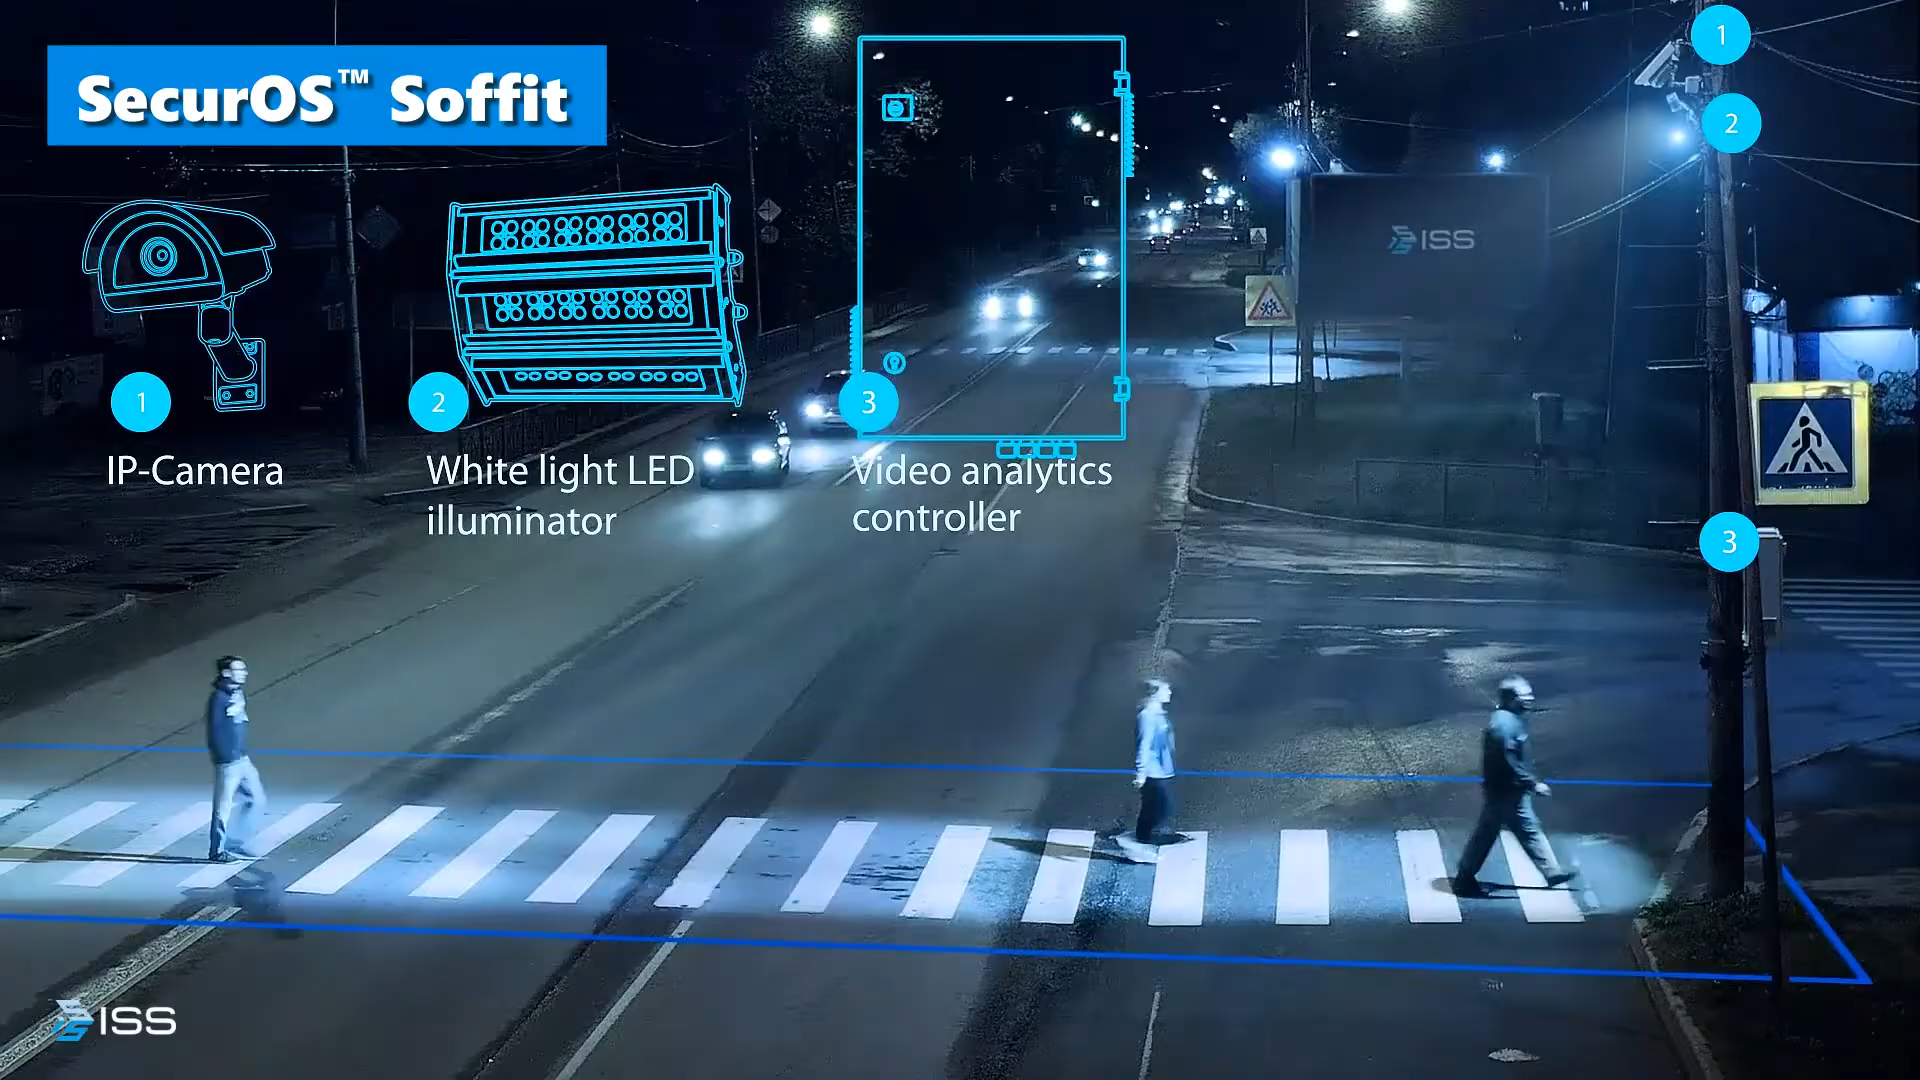 SecurOS™ Soffit
1
2
ISS
1
2
3
IP-Camera
White light LED
illuminator
Video analytics
controller
3
ISS